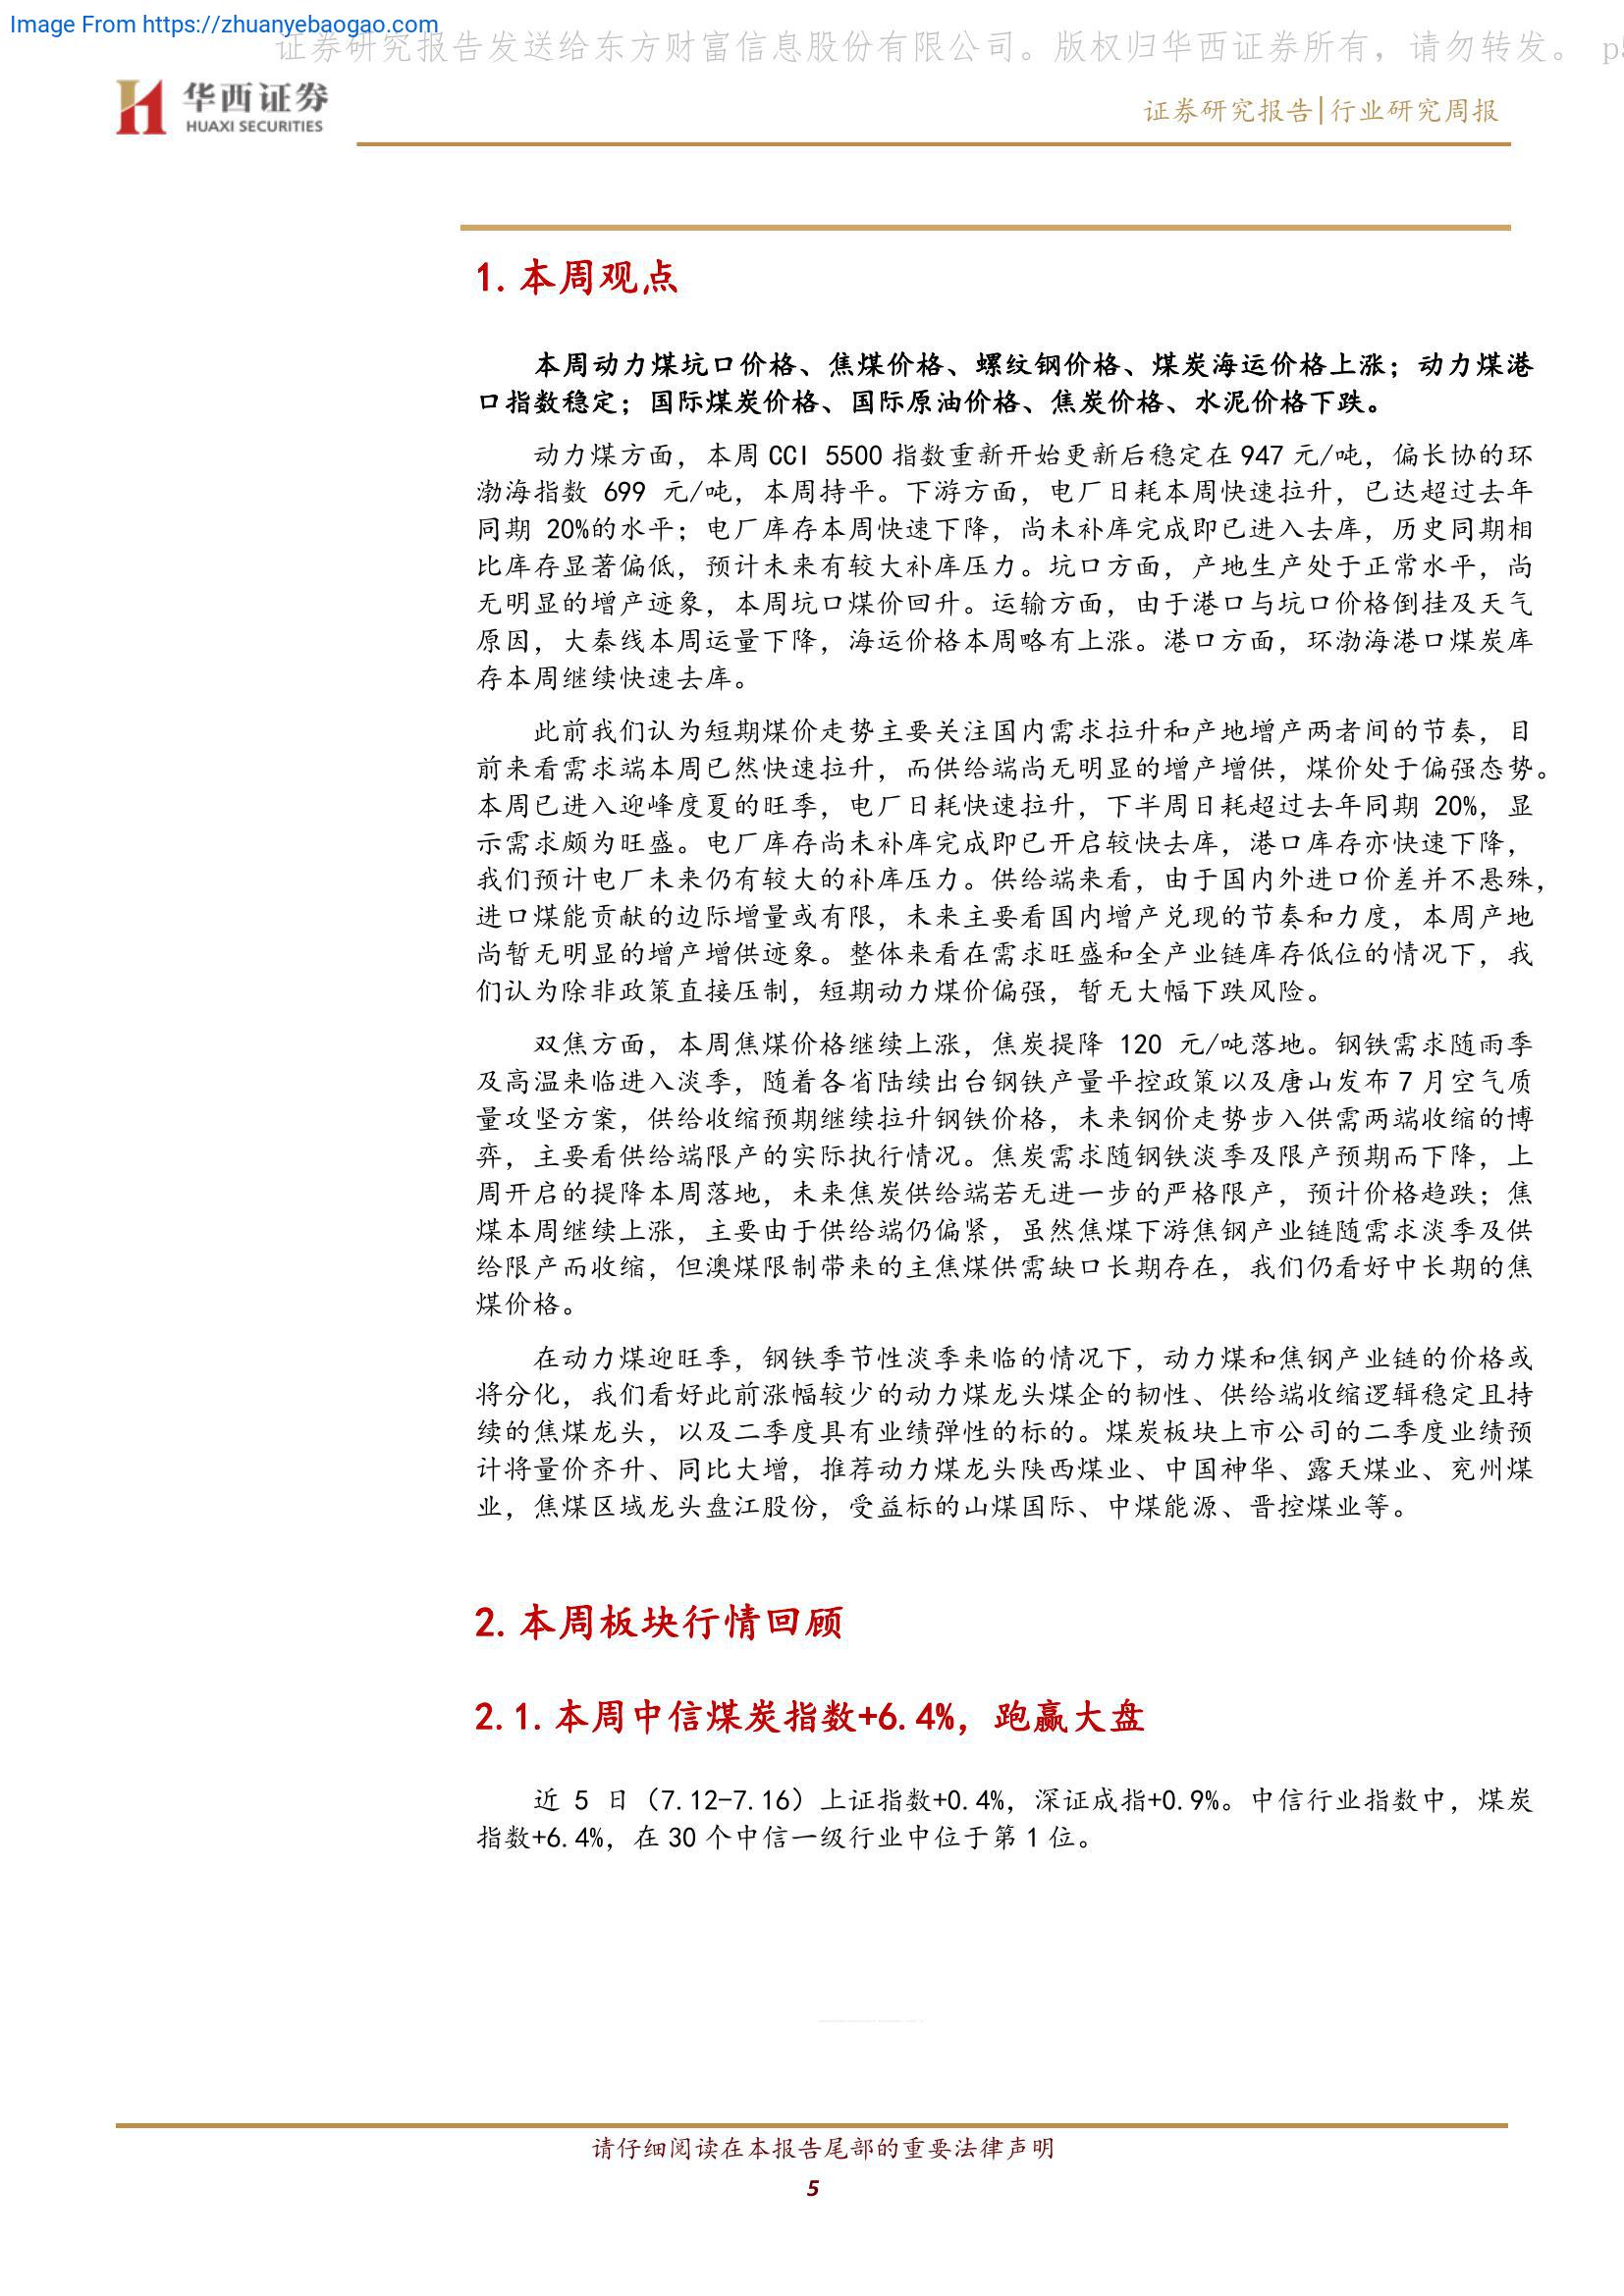 Image From https://zhuanyebaogao.com
证券研究报告发送给东方财富信息股份有限公司。版权归华西证券所有，请勿转发。 p5
华西证券
HUAXI SECURITIES
证券研究报告|行业研究周报
1. 本周观点
本周动力煤坑口价格、焦煤价格、螺纹钢价格、煤炭海运价格上涨；动力煤港
口指数稳定；国际煤炭价格、国际原油价格、焦炭价格、水泥价格下跌。
动力煤方面，本周 CCI 5500 指数重新开始更新后稳定在 947 元/吨，偏长协的环
渤海指数 699 元/吨，本周持平。下游方面，电厂日耗本周快速拉升，已达超过去年
同期 20%的水平；电厂库存本周快速下降，尚未补库完成即已进入去库，历史同期相
比库存显著偏低，预计未来有较大补库压力。坑口方面，产地生产处于正常水平，尚
无明显的增产迹象，本周坑口煤价回升。运输方面，由于港口与坑口价格倒挂及天气
原因，大秦线本周运量下降，海运价格本周略有上涨。港口方面，环渤海港口煤炭库
存本周继续快速去库。
此前我们认为短期煤价走势主要关注国内需求拉升和产地增产两者间的节奏，目
前来看需求端本周已然快速拉升，而供给端尚无明显的增产增供，煤价处于偏强态势。
本周已进入迎峰度夏的旺季，电厂日耗快速拉升，下半周日耗超过去年同期 20%，显
示需求颇为旺盛。电厂库存尚未补库完成即已开启较快去库，港口库存亦快速下降，
我们预计电厂未来仍有较大的补库压力。供给端来看，由于国内外进口价差并不悬殊，
进口煤能贡献的边际增量或有限，未来主要看国内增产兑现的节奏和力度，本周产地
尚暂无明显的增产增供迹象。整体来看在需求旺盛和全产业链库存低位的情况下，我
们认为除非政策直接压制，短期动力煤价偏强，暂无大幅下跌风险。
双焦方面，本周焦煤价格继续上涨，焦炭提降 120 元/吨落地。钢铁需求随雨季
及高温来临进入淡季，随着各省陆续出台钢铁产量平控政策以及唐山发布 7 月空气质
量攻坚方案，供给收缩预期继续拉升钢铁价格，未来钢价走势步入供需两端收缩的博
弈，主要看供给端限产的实际执行情况。焦炭需求随钢铁淡季及限产预期而下降，上
周开启的提降本周落地，未来焦炭供给端若无进一步的严格限产，预计价格趋跌；焦
煤本周继续上涨，主要由于供给端仍偏紧，虽然焦煤下游焦钢产业链随需求淡季及供
给限产而收缩，但澳煤限制带来的主焦煤供需缺口长期存在，我们仍看好中长期的焦
煤价格。
在动力煤迎旺季，钢铁季节性淡季来临的情况下，动力煤和焦钢产业链的价格或
将分化，我们看好此前涨幅较少的动力煤龙头煤企的韧性、供给端收缩逻辑稳定且持
续的焦煤龙头，以及二季度具有业绩弹性的标的。煤炭板块上市公司的二季度业绩预
计将量价齐升、同比大增，推荐动力煤龙头陕西煤业、中国神华、露天煤业、兖州煤
业，焦煤区域龙头盘江股份，受益标的山煤国际、中煤能源、晋控煤业等。
2. 本周板块行情回顾
2.1. 本周中信煤炭指数+6.4%，跑赢大盘
近 5 日（7.12-7.16）上证指数+0.4%，深证成指+0.9%。中信行业指数中，煤炭
指数+6.4%，在 30 个中信一级行业中位于第 1 位。
请仔细阅读在本报告尾部的重要法律声明
5